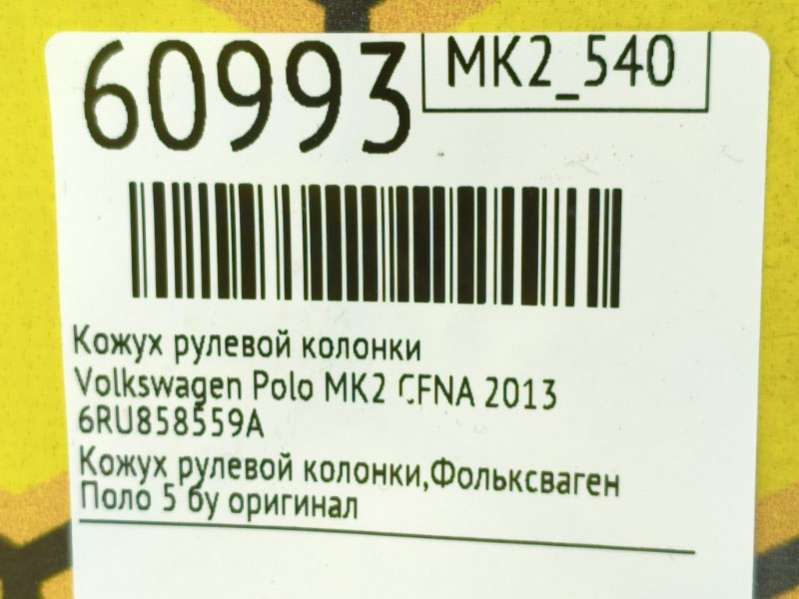 60993
MK2_540
Кожух рулевой колонки
Volkswagen Polo MK2 CFNA 2013
6RU858559A
Кожух рулевой колонки,Фольксваген
Поло 5 бу оригинал